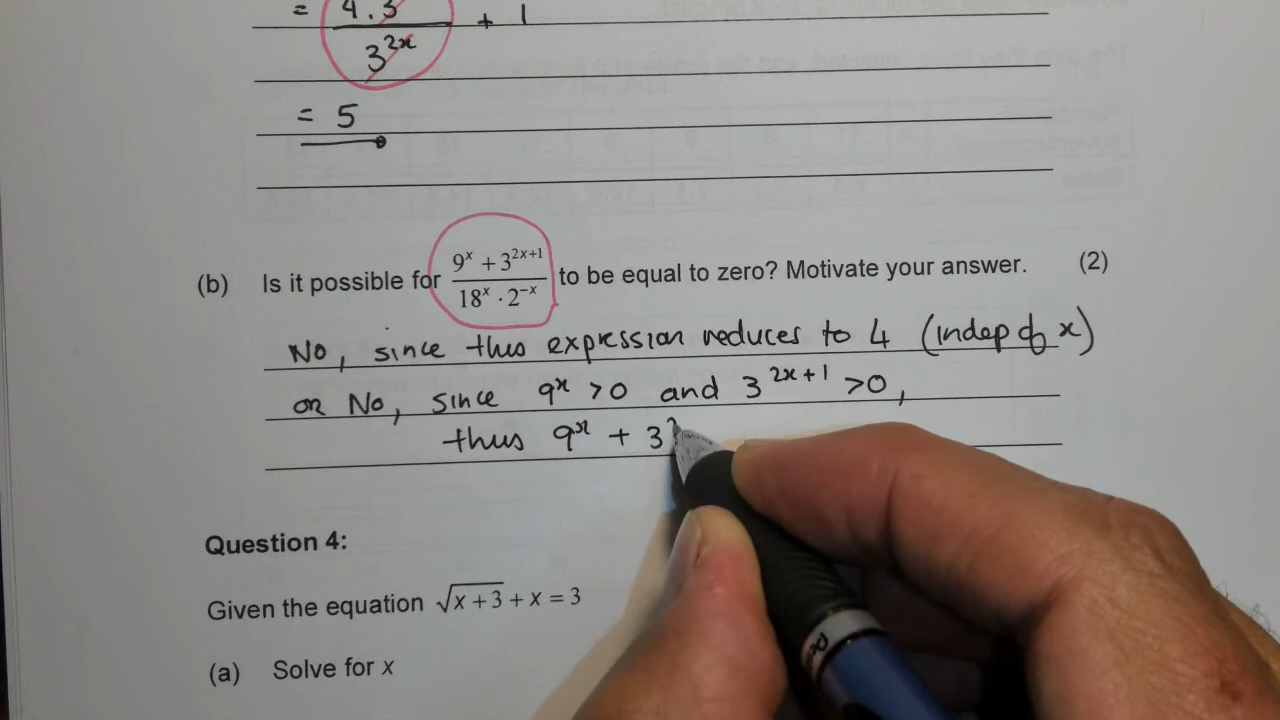 = 4.3 / 3^2x + 1
= 5
(b) Is it possible for (9^x + 3^(2x+1)) / (18^x · 2^−x) to be equal to zero? Motivate your answer. (2)
No, since this expression reduces to 4 (indep of x)
or No, since 9^x > 0 and 3^(2x+1) > 0,
thus 9^x + 3
Question 4:
Given the equation √(x+3) + x = 3
(a) Solve for x